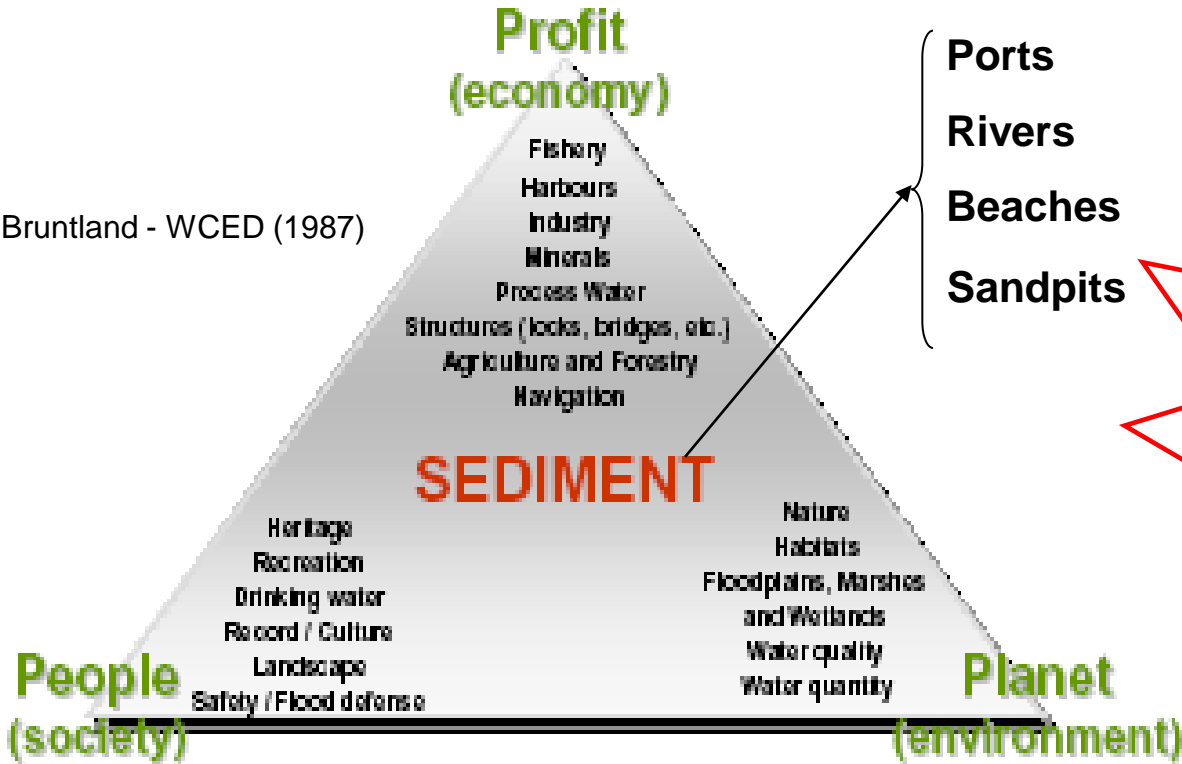 Profit
(economy)
Fishery
Harbours
Industry
Minerals
Process Water
Structures (locks, bridges, etc.)
Agriculture and Forestry
Navigation
Bruntland - WCED (1987)
Ports
Rivers
Beaches
Sandpits
SEDIMENT
Heritage
Recreation
Drinking water
Record / Culture
Landscape
Safety / Flood defense
People
(society)
Nature
Habitats
Floodplains, Marshes
and Wetlands
Water quality
Water quantity
Planet
(environment)